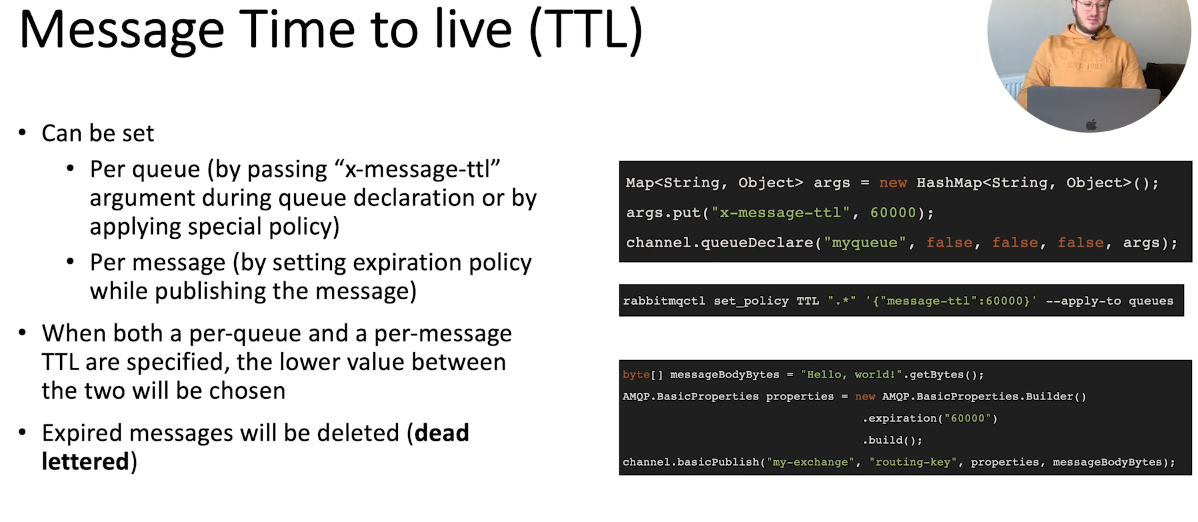 Message Time to live (TTL)
• Can be set
• Per queue (by passing “x-message-ttl”
argument during queue declaration or by
applying special policy)
• Per message (by setting expiration policy
while publishing the message)
• When both a per-queue and a per-message
TTL are specified, the lower value between
the two will be chosen
• Expired messages will be deleted (dead
lettered)
Map<String, Object> args = new HashMap<String, Object>();
args.put("x-message-ttl", 60000);
channel.queueDeclare("myqueue", false, false, false, args);
rabbitmqctl set_policy TTL ".*" '{"message-ttl":60000}' --apply-to queues
byte[] messageBodyBytes = "Hello, world!".getBytes();
AMQP.BasicProperties properties = new AMQP.BasicProperties.Builder()
.expiration("60000")
.build();
channel.basicPublish("my-exchange", "routing-key", properties, messageBodyBytes);